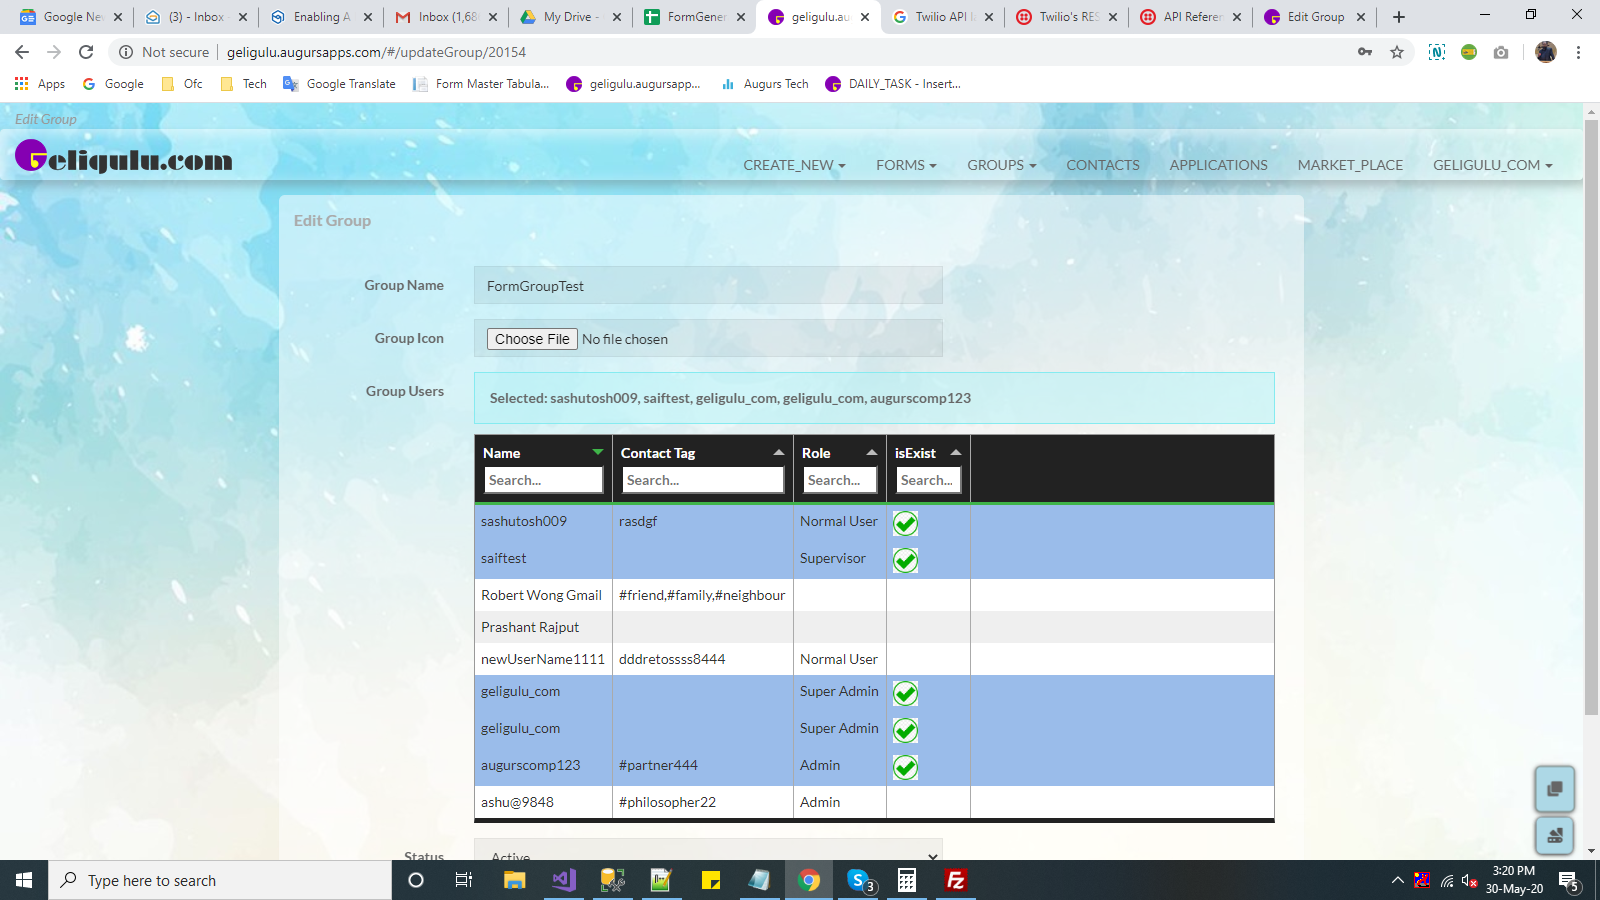 Google Nev
(3) - Inbox -
Enabling A
Inbox (1,68
My Drive -
FormGener
geligulu.au
Twilio API l
Twilio's RES
API Referen
Edit Group
Not secure
geligulu.augursapps.com/#/updateGroup/20154
Apps
Google
Ofc
Tech
Google Translate
Form Master Tabula...
geligulu.augursapp...
Augurs Tech
DAILY_TASK - Insert...
Edit Group
Geligulu.com
CREATE_NEW
FORMS
GROUPS
CONTACTS
APPLICATIONS
MARKET_PLACE
GELIGULU_COM
Edit Group
Group Name
FormGroupTest
Group Icon
Choose File No file chosen
Group Users
Selected: sashutosh009, saiftest, geligulu_com, geligulu_com, augurscomp123
Name Contact Tag Role isExist
Search... Search... Search... Search...
sashutosh009 rasdgf Normal User
saiftest Supervisor
Robert Wong Gmail #friend,#family,#neighbour
Prashant Rajput
newUserName1111 dddretossss8444 Normal User
geligulu_com Super Admin
geligulu_com Super Admin
augurscomp123 #partner444 Admin
ashu@9848 #philosopher22 Admin
Status
Active
Type here to search
3
3:20 PM
30-May-20
5